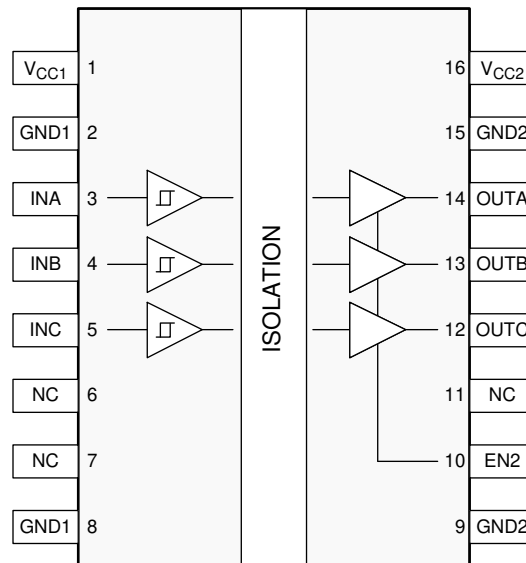 VCC1 1 16 VCC2
GND1 2 15 GND2
INA 3 14 OUTA
INB 4 13 OUTB
INC 5 12 OUTC
NC 6 11 NC
NC 7 10 EN2
GND1 8 9 GND2
ISOLATION